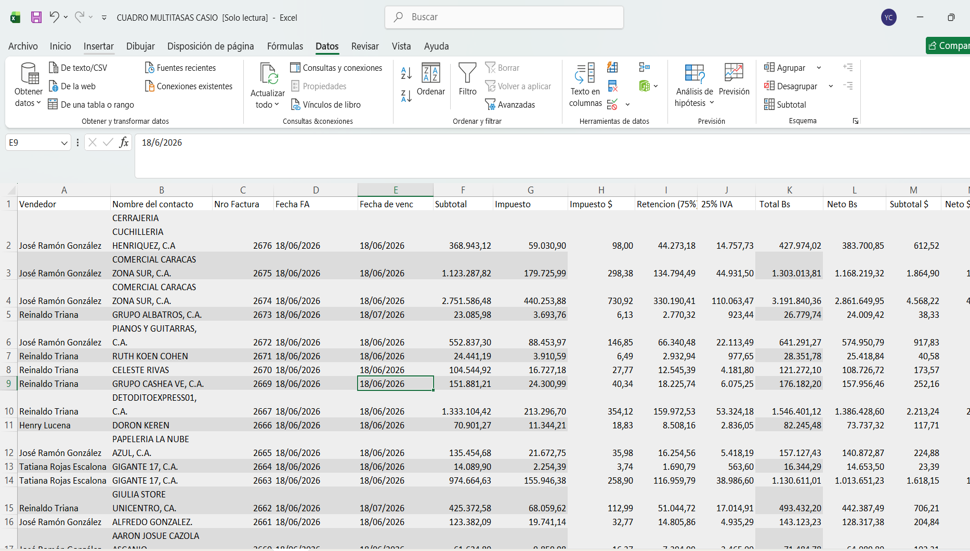 CUADRO MULTITASAS CASIO [Solo lectura] - Excel
Buscar
YC
Archivo Inicio Insertar Dibujar Disposición de página Fórmulas Datos Revisar Vista Ayuda
Obtener datos
De texto/CSV
De la web
De una tabla o rango
Fuentes recientes
Conexiones existentes
Obtener y transformar datos
Actualizar todo
Consultas y conexiones
Propiedades
Vínculos de libro
Consultas &conexiones
Ordenar
Filtro
Borrar
Volver a aplicar
Avanzadas
Ordenar y filtrar
Texto en columnas
Herramientas de datos
Análisis de hipótesis
Previsión
Previsión
Agrupar
Desagrupar
Subtotal
Esquema
E9 fx 18/6/2026
A B C D E F G H I J K L M
1 Vendedor Nombre del contacto Nro Factura Fecha FA Fecha de venc Subtotal Impuesto Impuesto $ Retencion (75% 25% IVA Total Bs Neto Bs Subtotal $ Neto $
CERRAJERIA
CUCHILLERIA
2 José Ramón González HENRIQUEZ, C.A 2676 18/06/2026 18/06/2026 368.943,12 59.030,90 98,00 44.273,18 14.757,73 427.974,02 383.700,85 612,52
COMERCIAL CARACAS
3 José Ramón González ZONA SUR, C.A. 2675 18/06/2026 18/06/2026 1.123.287,82 179.725,99 298,38 134.794,49 44.931,50 1.303.013,81 1.168.219,32 1.864,90
COMERCIAL CARACAS
4 José Ramón González ZONA SUR, C.A. 2674 18/06/2026 18/06/2026 2.751.586,48 440.253,88 730,92 330.190,41 110.063,47 3.191.840,36 2.861.649,95 4.568,22
5 Reinaldo Triana GRUPO ALBATROS, C.A. 2673 18/06/2026 18/07/2026 23.085,98 3.693,76 6,13 2.770,32 923,44 26.779,74 24.009,42 38,33
PIANOS Y GUITARRAS,
6 José Ramón González C.A. 2672 18/06/2026 18/06/2026 552.837,30 88.453,97 146,85 66.340,48 22.113,49 641.291,27 574.950,79 917,83
7 Reinaldo Triana RUTH KOEN COHEN 2671 18/06/2026 18/06/2026 24.441,19 3.910,59 6,49 2.932,94 977,65 28.351,78 25.418,84 40,58
8 Reinaldo Triana CELESTE RIVAS 2670 18/06/2026 18/06/2026 104.544,92 16.727,18 27,77 12.545,39 4.181,80 121.272,10 108.726,72 173,57
9 Reinaldo Triana GRUPO CASHEA VE, C.A. 2669 18/06/2026 18/06/2026 151.881,21 24.300,99 40,34 18.225,74 6.075,25 176.182,20 157.956,46 252,16
DETODITOEXPRESS01,
10 Reinaldo Triana C.A. 2667 18/06/2026 18/06/2026 1.333.104,42 213.296,70 354,12 159.972,53 53.324,18 1.546.401,12 1.386.428,60 2.213,24
11 Henry Lucena DORON KEREN 2666 18/06/2026 18/06/2026 70.901,27 11.344,21 18,83 8.508,16 2.836,05 82.245,48 73.737,32 117,71
PAPELERIA LA NUBE
12 José Ramón González AZUL, C.A. 2665 18/06/2026 18/06/2026 135.454,68 21.672,75 35,98 16.254,56 5.418,19 157.127,43 140.872,87 224,88
13 Tatiana Rojas Escalona GIGANTE 17, C.A. 2664 18/06/2026 18/06/2026 14.089,90 2.254,39 3,74 1.690,79 563,60 16.344,29 14.653,50 23,39
14 Tatiana Rojas Escalona GIGANTE 17, C.A. 2663 18/06/2026 18/06/2026 974.664,63 155.946,38 258,90 116.959,79 38.986,60 1.130.611,01 1.013.651,23 1.618,15
GIULIA STORE
15 Reinaldo Triana UNICENTRO, CA. 2662 18/06/2026 18/07/2026 425.372,58 68.059,62 112,99 51.044,72 17.014,91 493.432,20 442.387,49 706,21
16 José Ramón González ALFREDO GONZALEZ. 2661 18/06/2026 18/06/2026 123.382,09 19.741,14 32,77 14.805,86 4.935,29 143.123,23 128.317,38 204,84
AARON JOSUE CAZOLA